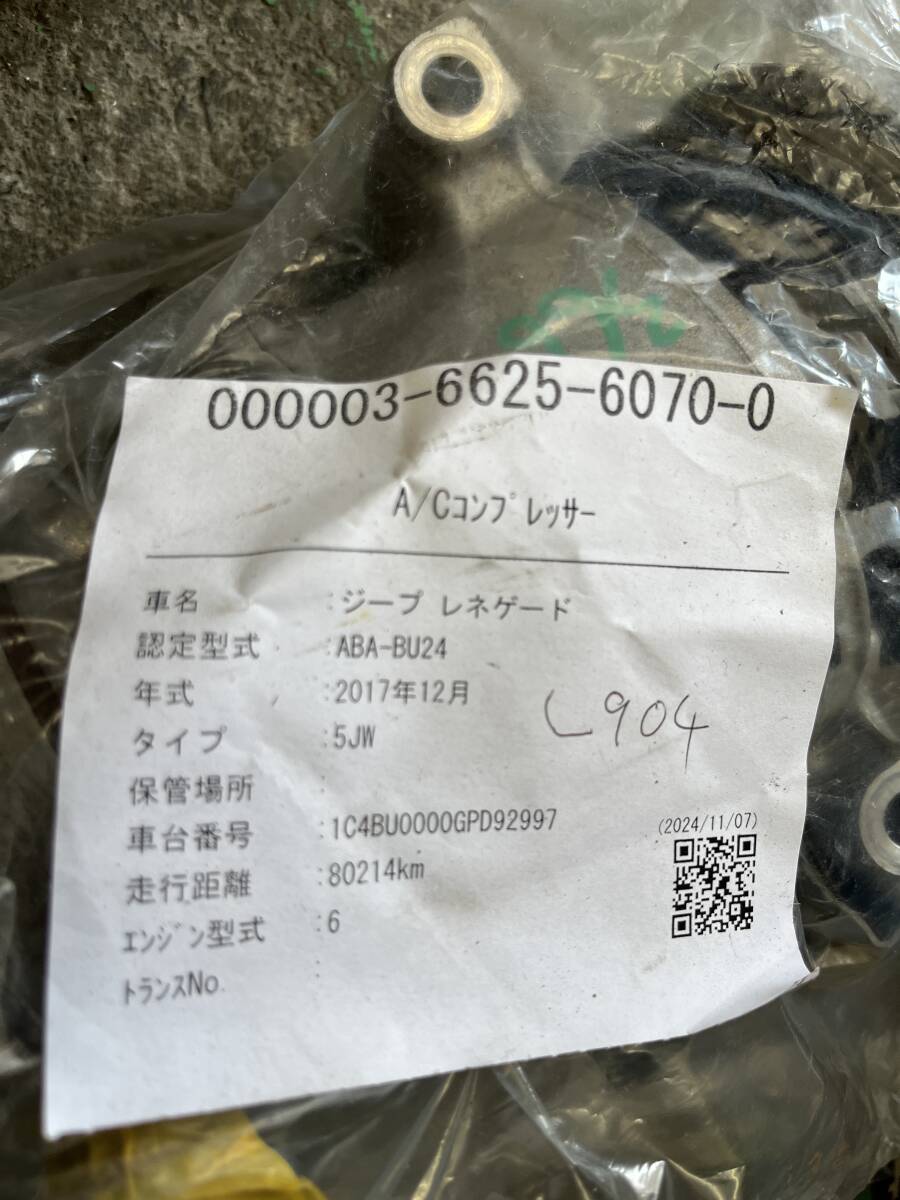 000003-6625-6070-0
A/Cｺﾝﾌﾟﾚｯｻｰ
車名 :ジープ レネゲード
認定型式 :ABA-BU24
年式 :2017年12月
L904
タイプ :5JW
保管場所
車台番号 :1C4BU0000GPD92997
(2024/11/07)
走行距離 :80214km
ｴﾝｼﾞﾝ型式 :6
ﾄﾗﾝｽNo. :